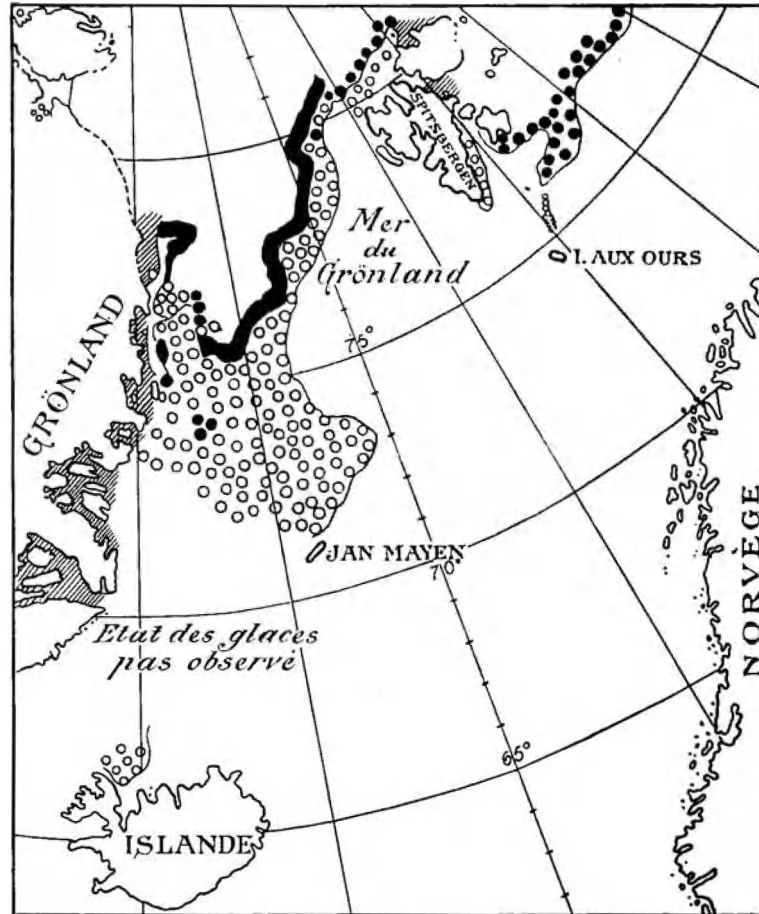 SPITSBERGEN
Mer
du
Grönland
I. AUX OURS
75°
GRÖNLAND
JAN MAYEN
70°
Etat des glaces
pas observé
NORVÈGE
65°
ISLANDE